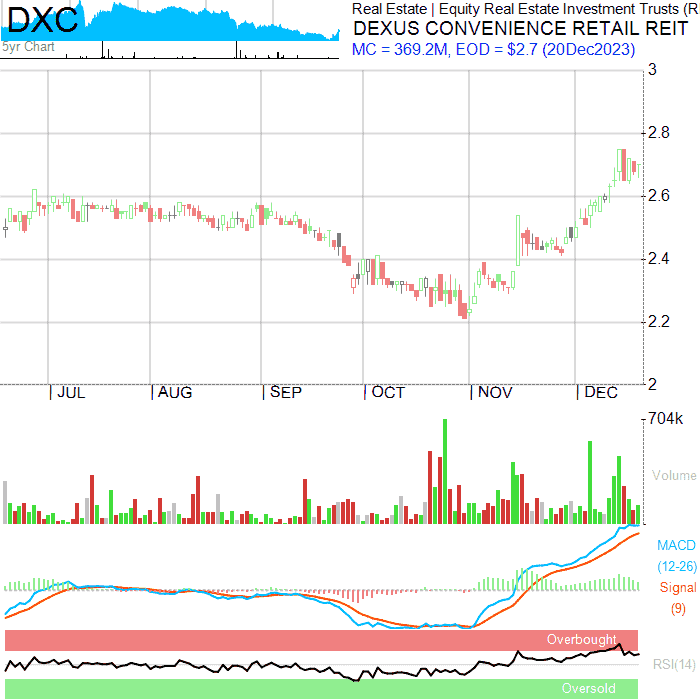 DXC
5yr Chart
Real Estate | Equity Real Estate Investment Trusts (R
DEXUS CONVENIENCE RETAIL REIT
MC = 369.2M, EOD = $2.7 (20Dec2023)
3
2.8
2.6
2.4
2.2
2
| JUL | AUG | SEP | OCT | NOV | DEC
704k
Volume
MACD
(12-26)
Signal
(9)
Overbought
RSI(14)
Oversold